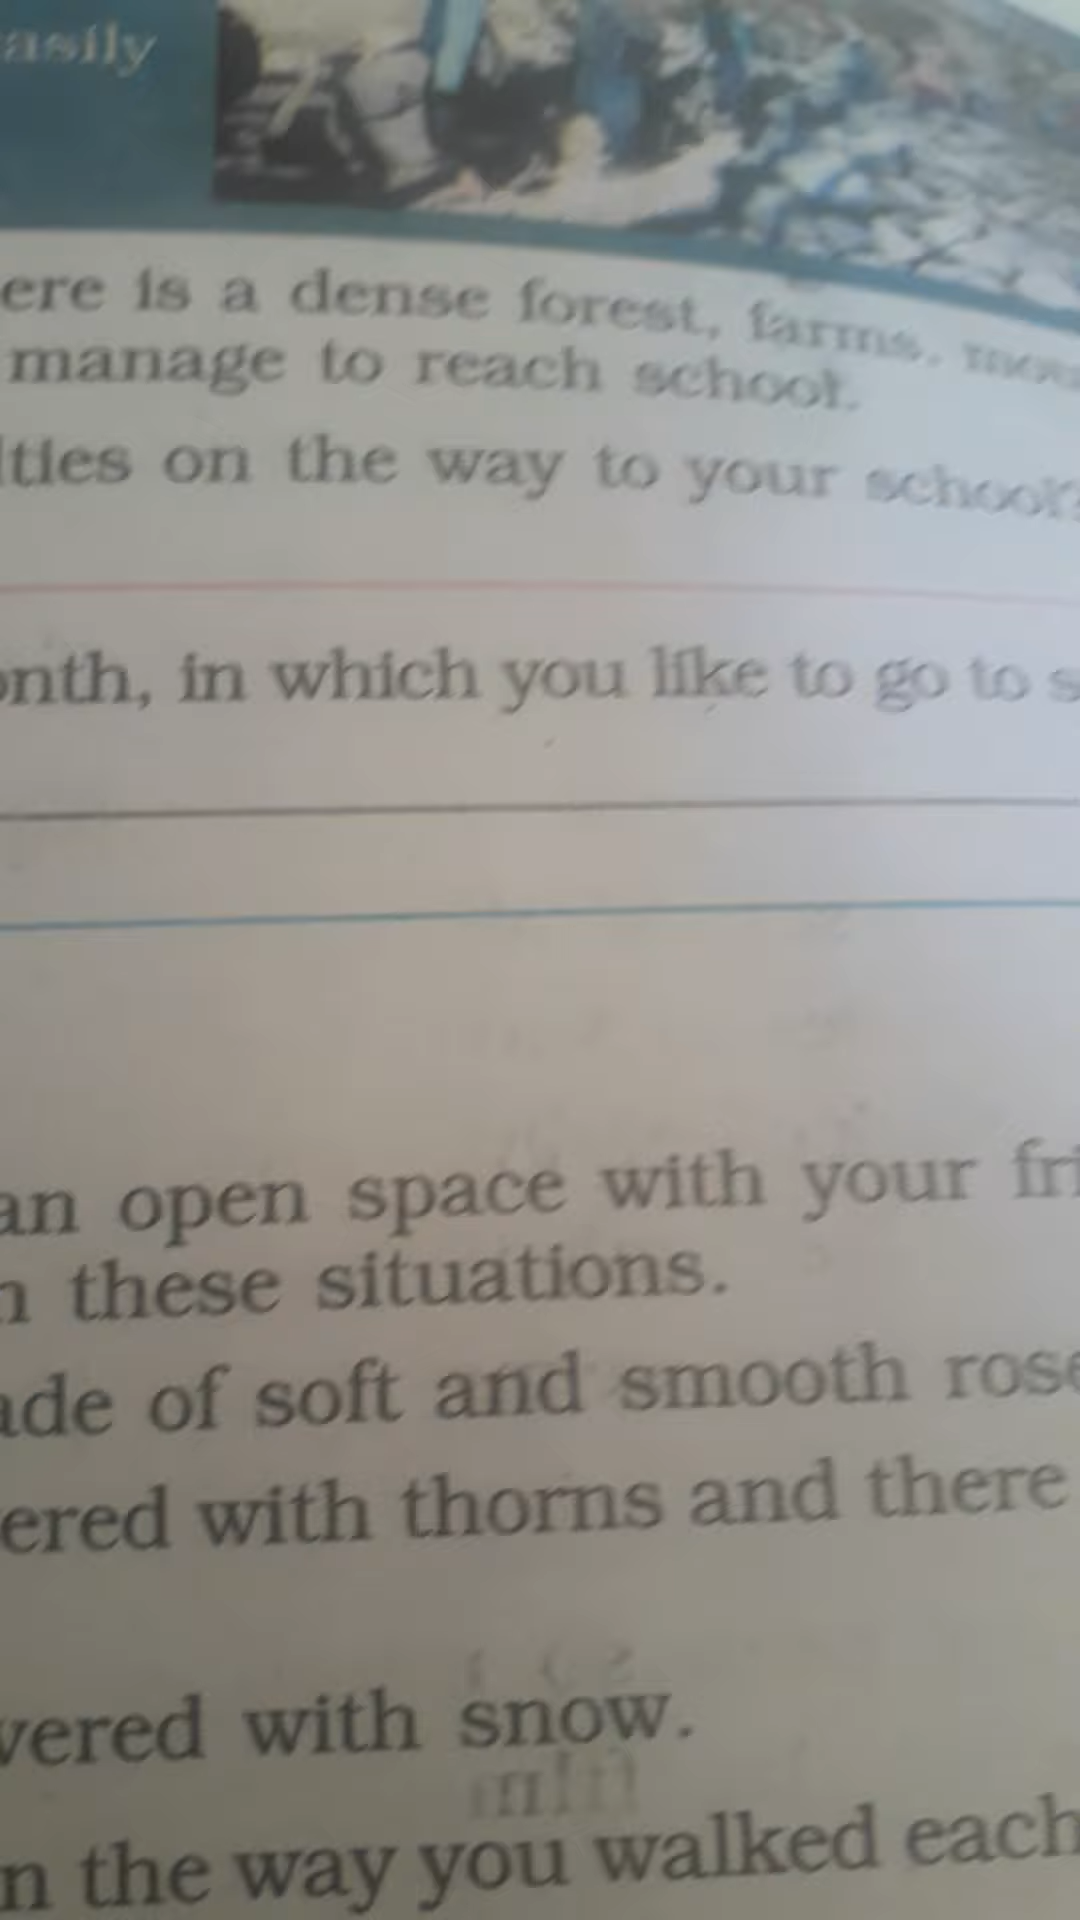 asily
ere is a dense forest, farms,
manage to reach school.
lties on the way to your school?
onth, in which you like to go to s
an open space with your fri
n these situations.
ade of soft and smooth rose
ered with thorns and there
vered with snow.
n the way you walked each